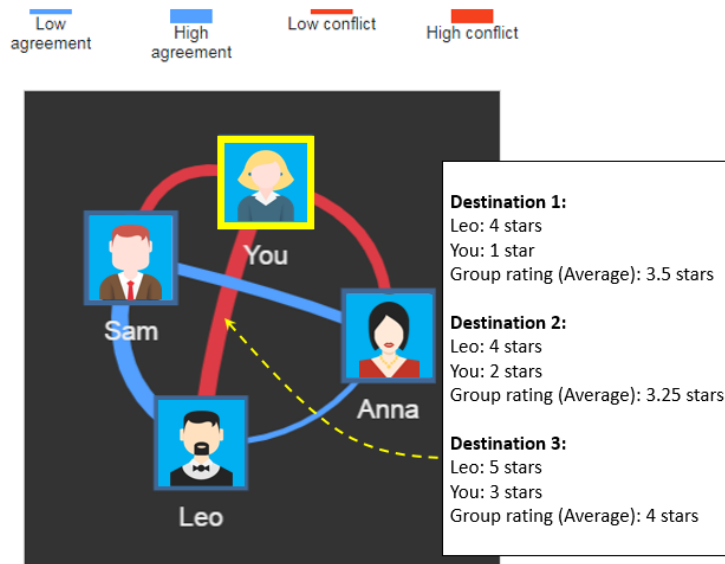 Low agreement
High agreement
Low conflict
High conflict
You
Sam
Anna
Leo
Destination 1:
Leo: 4 stars
You: 1 star
Group rating (Average): 3.5 stars
Destination 2:
Leo: 4 stars
You: 2 stars
Group rating (Average): 3.25 stars
Destination 3:
Leo: 5 stars
You: 3 stars
Group rating (Average): 4 stars